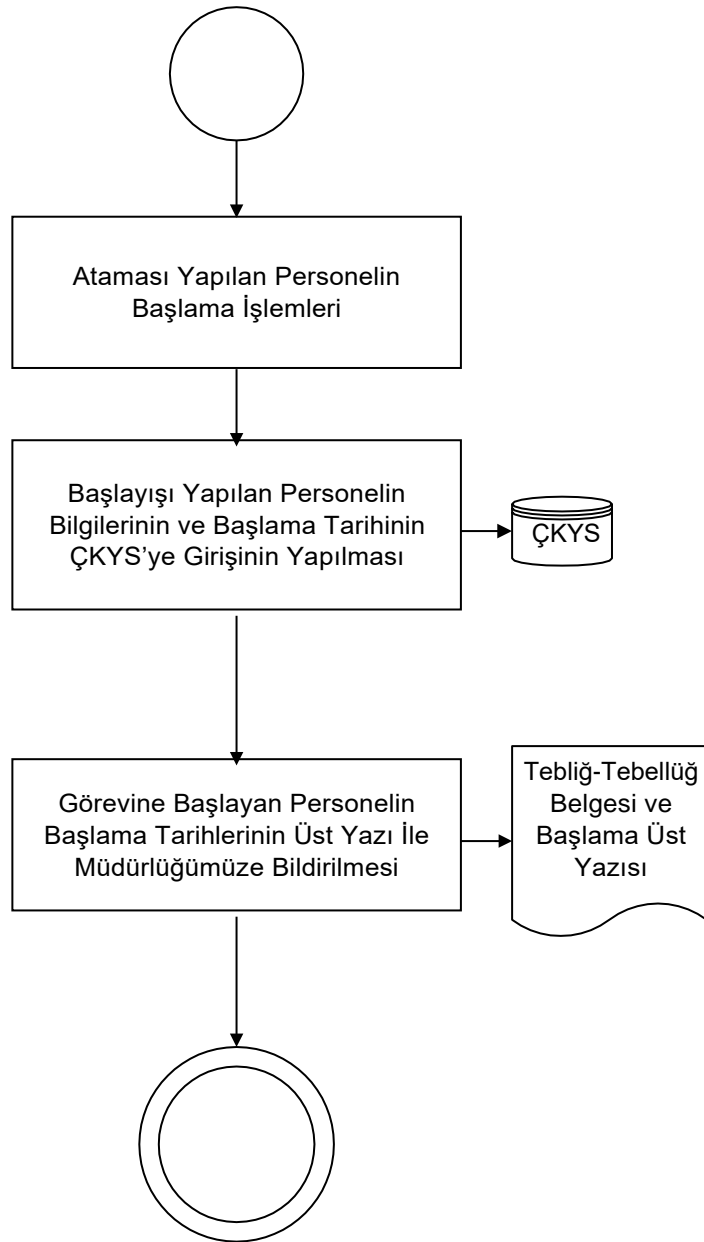 Ataması Yapılan Personelin
Başlama İşlemleri
Başlayışı Yapılan Personelin
Bilgilerinin ve Başlama Tarihinin
ÇKYS’ye Girişinin Yapılması
ÇKYS
Görevine Başlayan Personelin
Başlama Tarihlerinin Üst Yazı İle
Müdürlüğümüze Bildirilmesi
Tebliğ-Tebellüğ
Belgesi ve
Başlama Üst
Yazısı